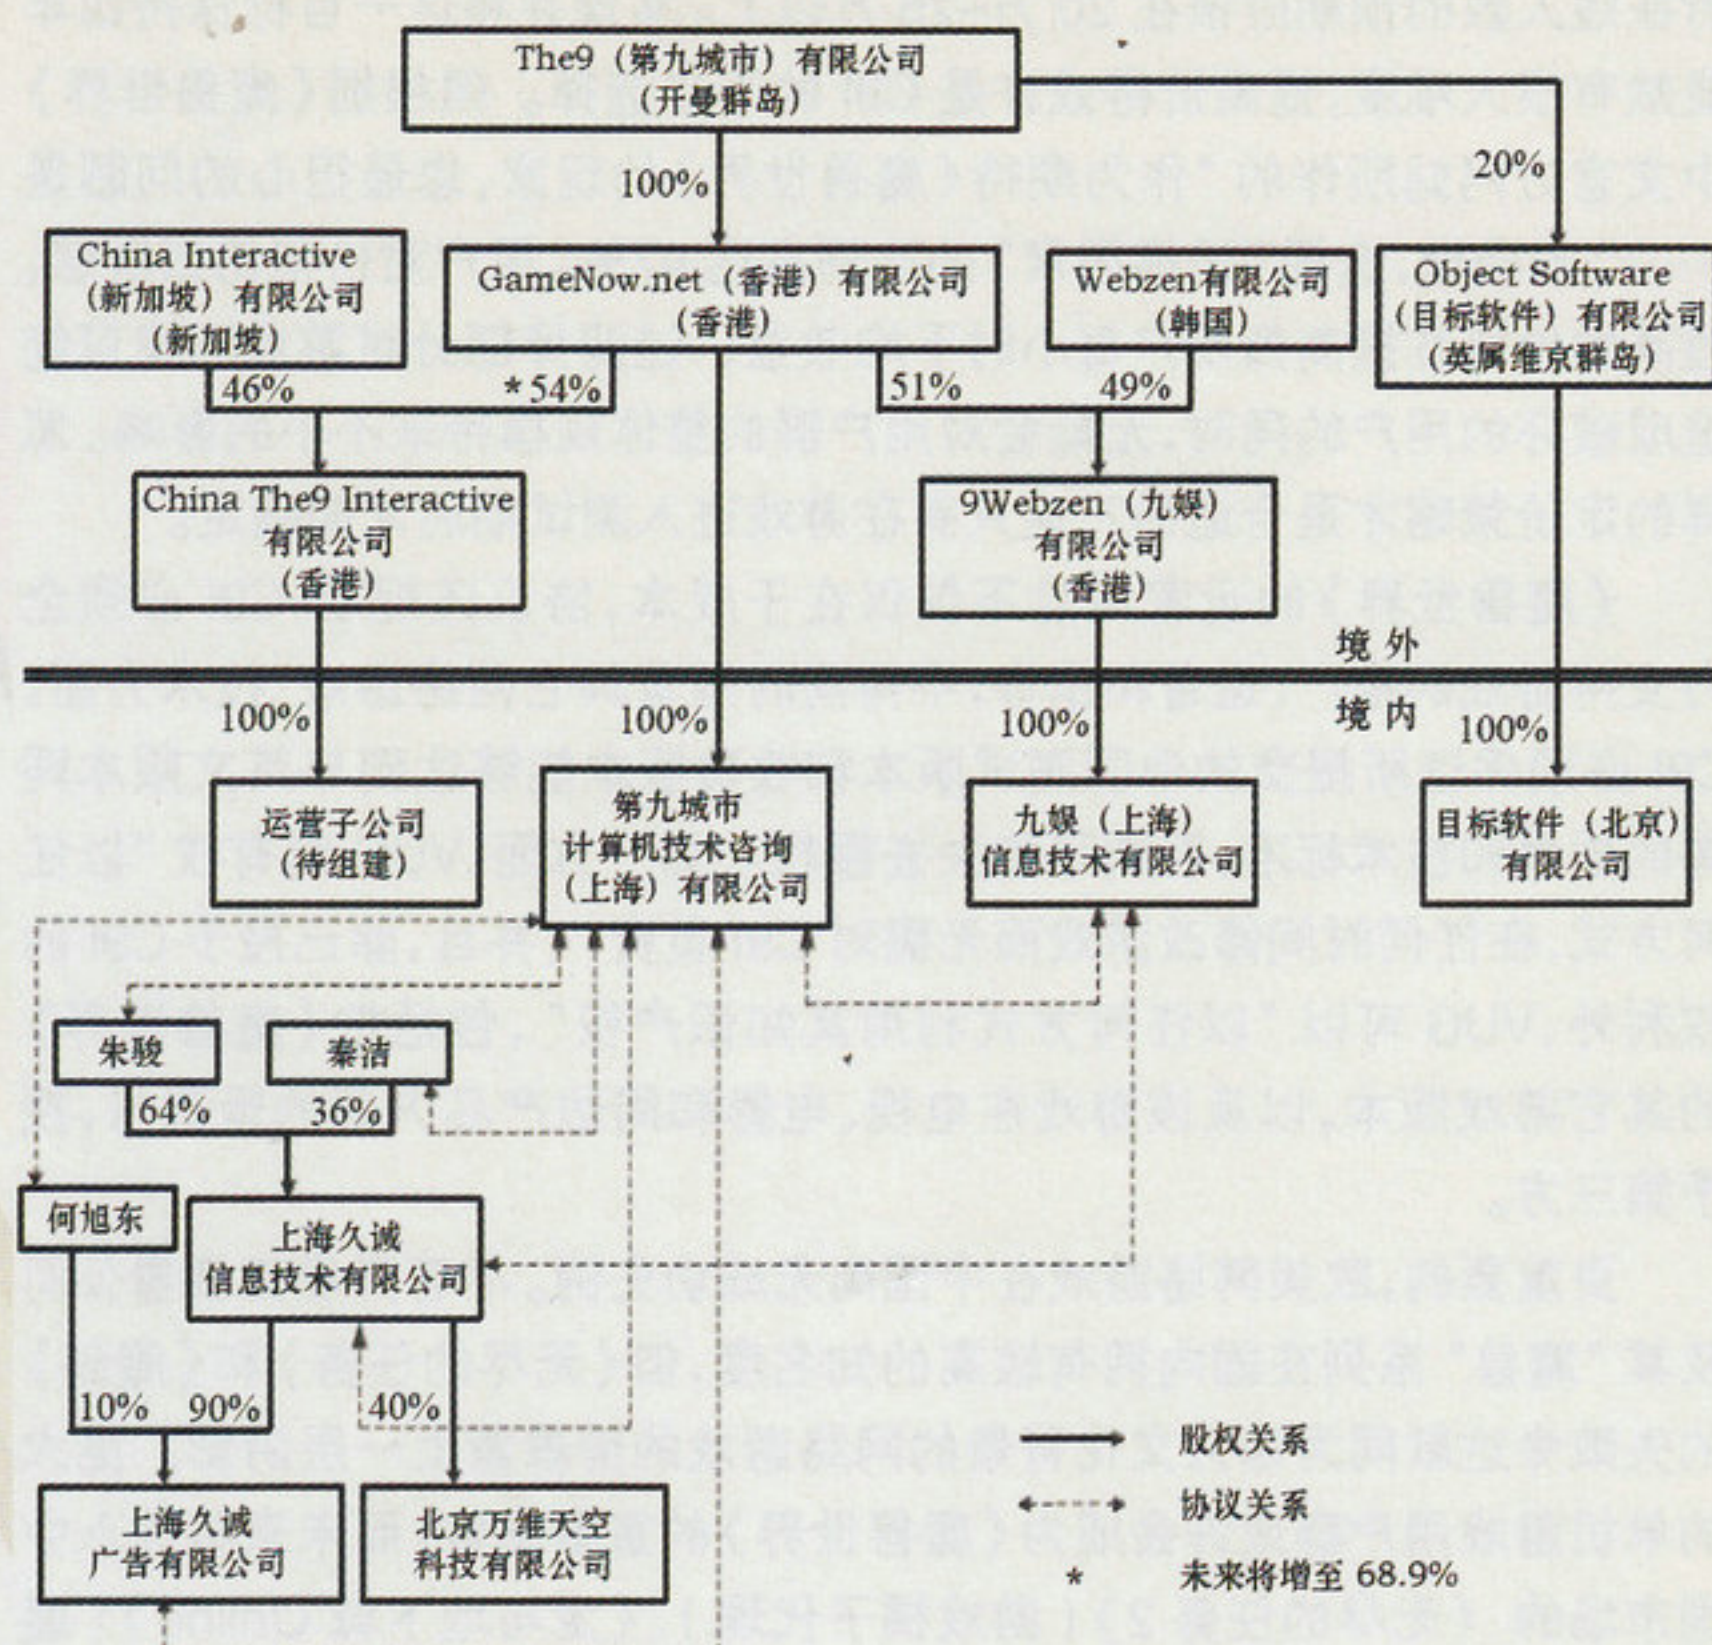 The9（第九城市）有限公司
（开曼群岛）
100%
20%
China Interactive
（新加坡）有限公司
（新加坡）
GameNow.net（香港）有限公司
（香港）
Webzen有限公司
（韩国）
Object Software
（目标软件）有限公司
（英属维京群岛）
46%
*54%
51%
49%
China The9 Interactive
有限公司
（香港）
9Webzen（九娱）
有限公司
（香港）
境外
境内
100%
100%
100%
100%
运营子公司
（待组建）
第九城市
计算机技术咨询
（上海）有限公司
九娱（上海）
信息技术有限公司
目标软件（北京）
有限公司
朱骏
秦洁
64%
36%
何旭东
上海久诚
信息技术有限公司
10%
90%
40%
上海久诚
广告有限公司
北京万维天空
科技有限公司
股权关系
协议关系
* 未来将增至 68.9%